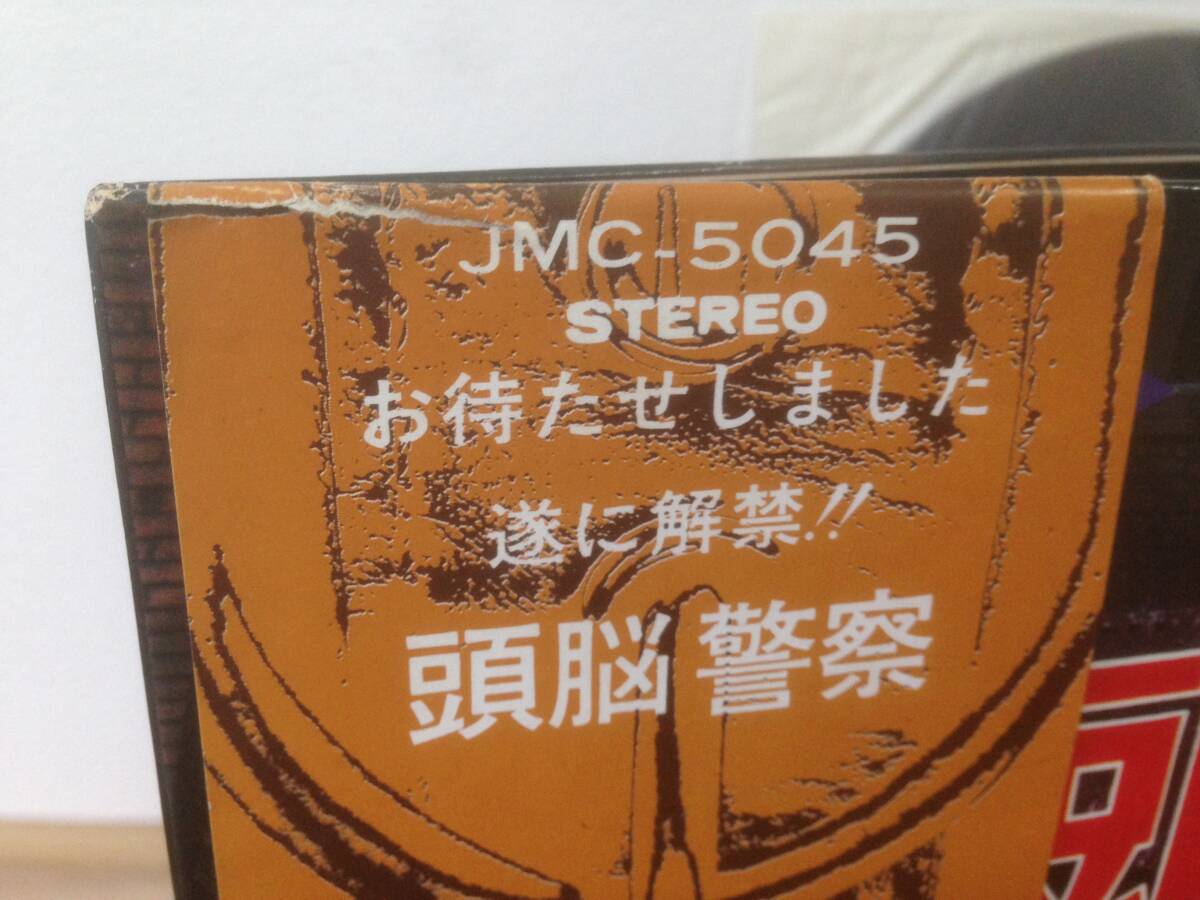 JMC-5045
STEREO
お待たせしました
遂に解禁!!
頭脳警察